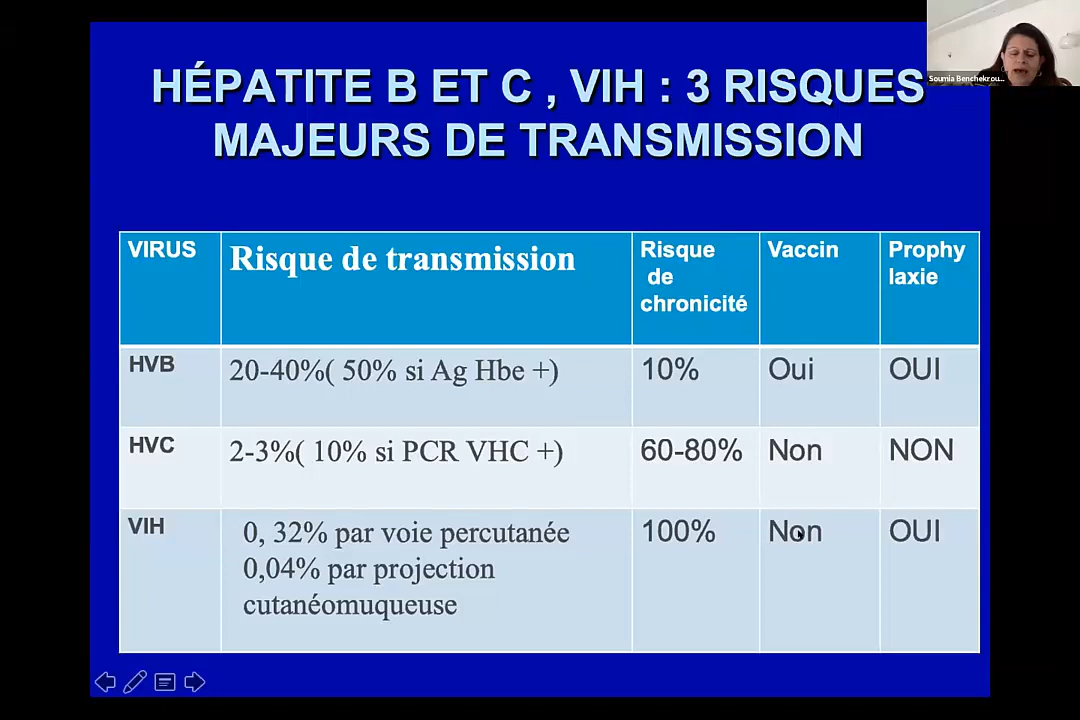 HÉPATITE B ET C , VIH : 3 RISQUES
MAJEURS DE TRANSMISSION
Soumia Benchekrou...
VIRUS
Risque de transmission
Risque
de
chronicité
Vaccin
Prophy
laxie
HVB
20-40%( 50% si Ag Hbe +)
10%
Oui
OUI
HVC
2-3%( 10% si PCR VHC +)
60-80%
Non
NON
VIH
0, 32% par voie percutanée
0,04% par projection
cutanéomuqueuse
100%
Non
OUI